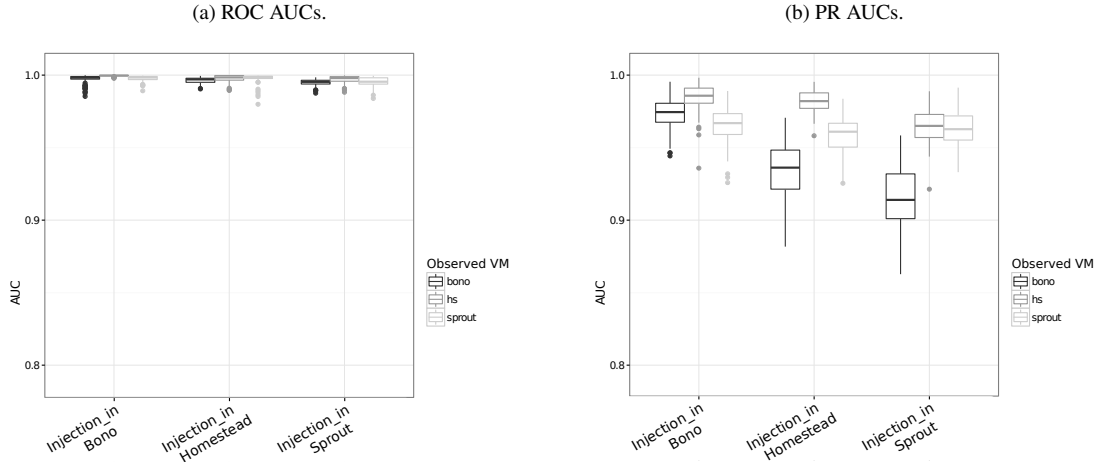 (a) ROC AUCs.
1.0
0.9
0.8
AUC
Injection_in
Bono
Injection_in
Homestead
Injection_in
Sprout
Observed VM
bono
hs
sprout
(b) PR AUCs.
1.0
0.9
0.8
AUC
Injection_in
Bono
Injection_in
Homestead
Injection_in
Sprout
Observed VM
bono
hs
sprout